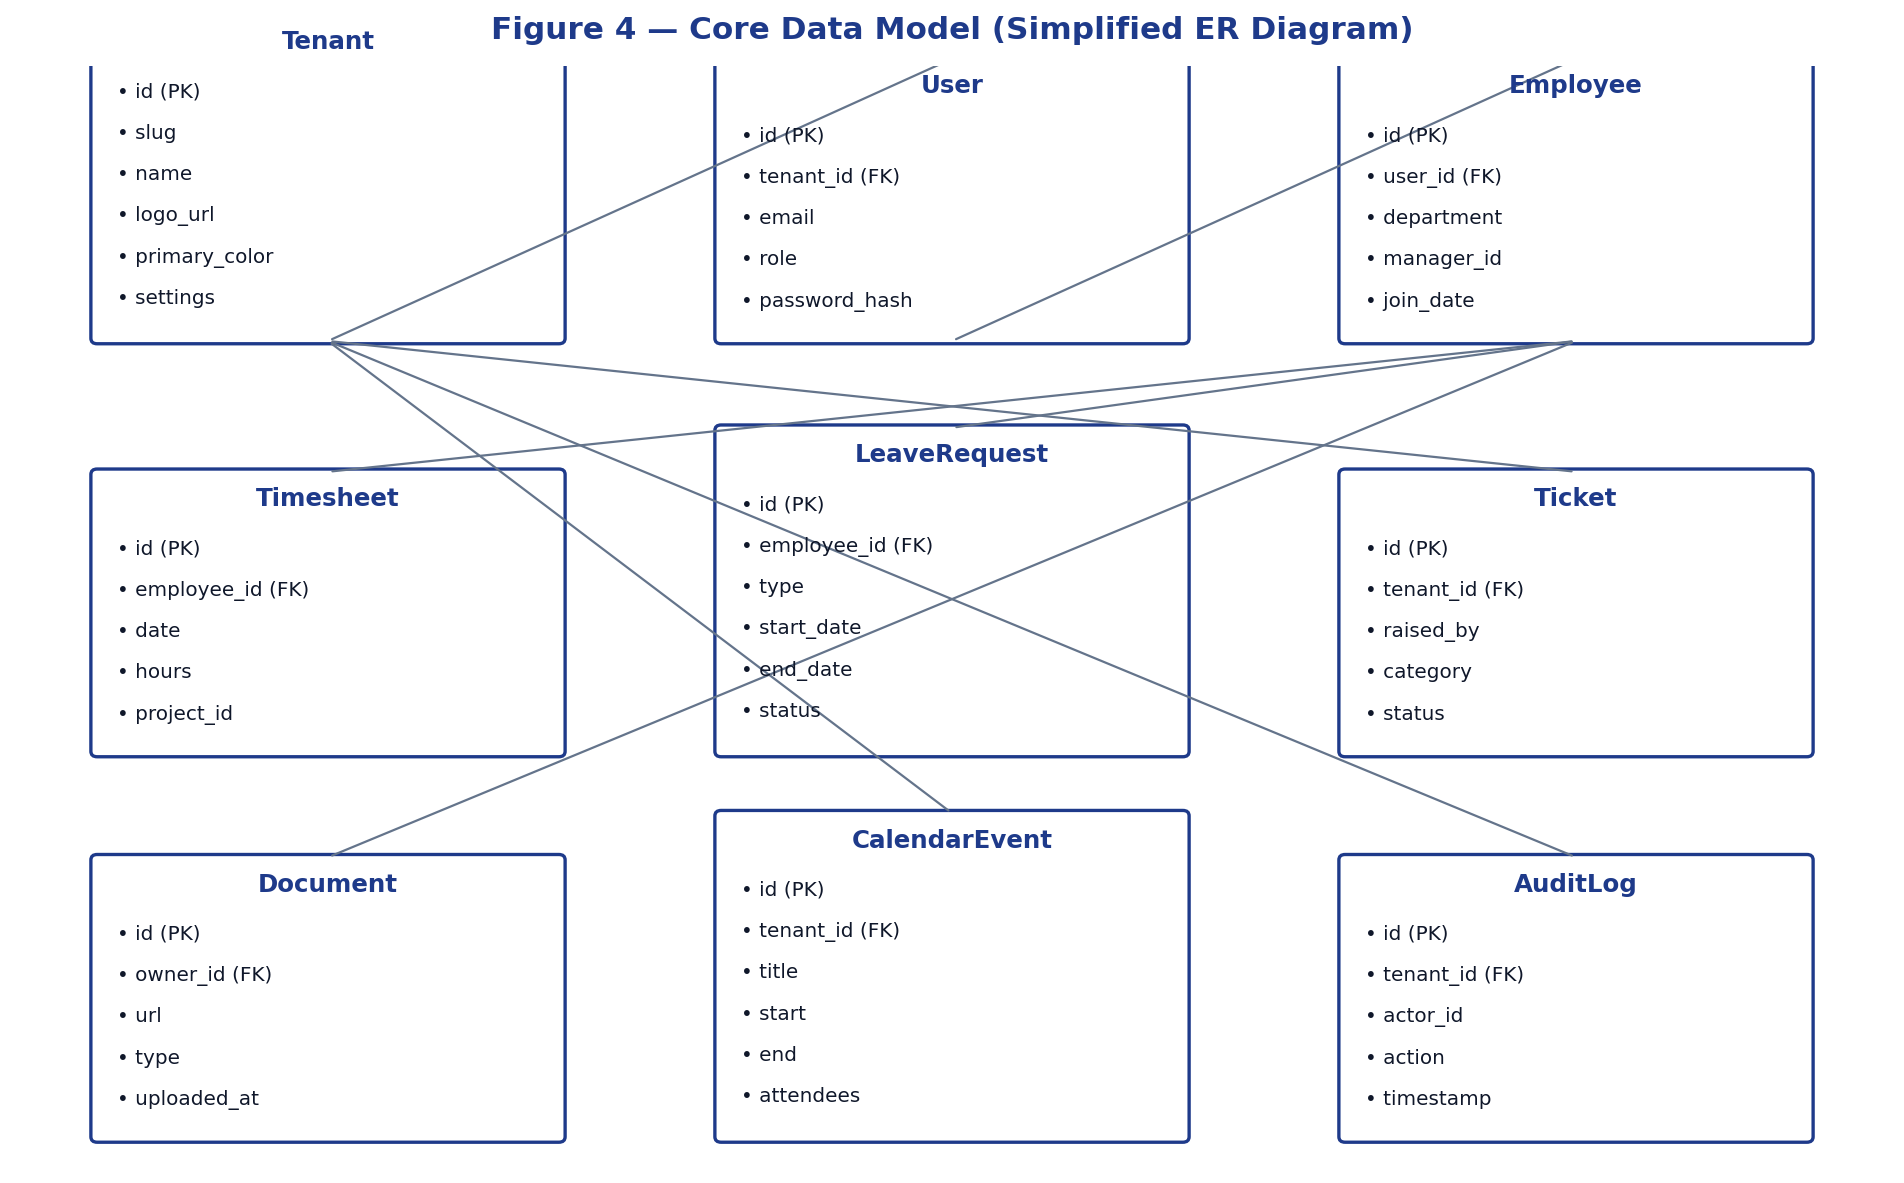 Figure 4 — Core Data Model (Simplified ER Diagram)
Tenant
• id (PK)
• slug
• name
• logo_url
• primary_color
• settings
User
• id (PK)
• tenant_id (FK)
• email
• role
• password_hash
Employee
• id (PK)
• user_id (FK)
• department
• manager_id
• join_date
Timesheet
• id (PK)
• employee_id (FK)
• date
• hours
• project_id
LeaveRequest
• id (PK)
• employee_id (FK)
• type
• start_date
• end_date
• status
Ticket
• id (PK)
• tenant_id (FK)
• raised_by
• category
• status
Document
• id (PK)
• owner_id (FK)
• url
• type
• uploaded_at
CalendarEvent
• id (PK)
• tenant_id (FK)
• title
• start
• end
• attendees
AuditLog
• id (PK)
• tenant_id (FK)
• actor_id
• action
• timestamp